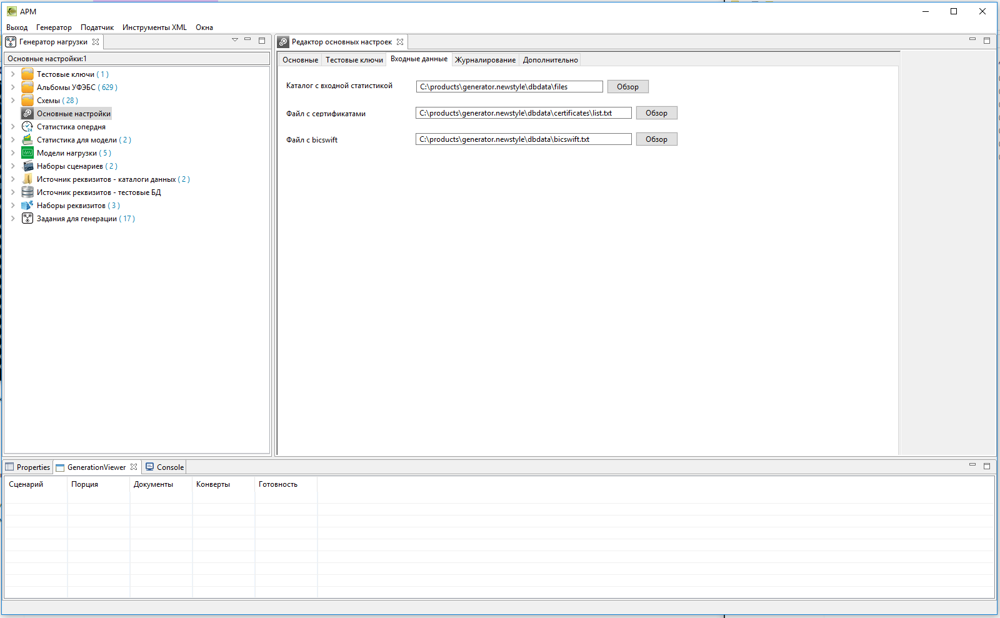 АРМ
Выход Генератор Податчик Инструменты XML Окна
Генератор нагрузки
Основные настройки:1
Тестовые ключи ( 1 )
Альбомы УФЭБС ( 629 )
Схемы ( 28 )
Основные настройки
Статистика опердня
Статистика для модели ( 2 )
Модели нагрузки ( 5 )
Наборы сценариев ( 2 )
Источник реквизитов - каталоги данных ( 2 )
Источник реквизитов - тестовые БД
Наборы реквизитов ( 3 )
Задания для генерации ( 17 )
Редактор основных настроек
Основные Тестовые ключи Входные данные Журналирование Дополнительно
Каталог с входной статистикой C:\products\generator.newstyle\dbdata\files Обзор
Файл с сертификатами C:\products\generator.newstyle\dbdata\certificates\list.txt Обзор
Файл с bicswift C:\products\generator.newstyle\dbdata\bicswift.txt Обзор
Properties GenerationViewer Console
Сценарий Порция Документы Конверты Готовность